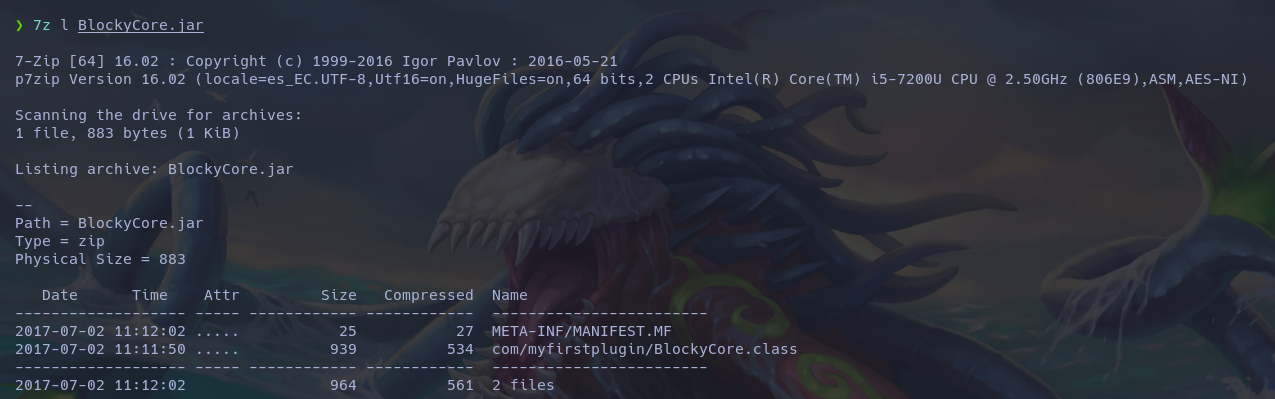 ❯ 7z l BlockyCore.jar
7-Zip [64] 16.02 : Copyright (c) 1999-2016 Igor Pavlov : 2016-05-21
p7zip Version 16.02 (locale=es_EC.UTF-8,Utf16=on,HugeFiles=on,64 bits,2 CPUs Intel(R) Core(TM) i5-7200U CPU @ 2.50GHz (806E9),ASM,AES-NI)
Scanning the drive for archives:
1 file, 883 bytes (1 KiB)
Listing archive: BlockyCore.jar
--
Path = BlockyCore.jar
Type = zip
Physical Size = 883
   Date      Time    Attr         Size   Compressed  Name
------------------- ----- ------------ ------------  ------------------------
2017-07-02 11:12:02 .....           25           27  META-INF/MANIFEST.MF
2017-07-02 11:11:50 .....          939          534  com/myfirstplugin/BlockyCore.class
------------------- ----- ------------ ------------  ------------------------
2017-07-02 11:12:02                964          561  2 files